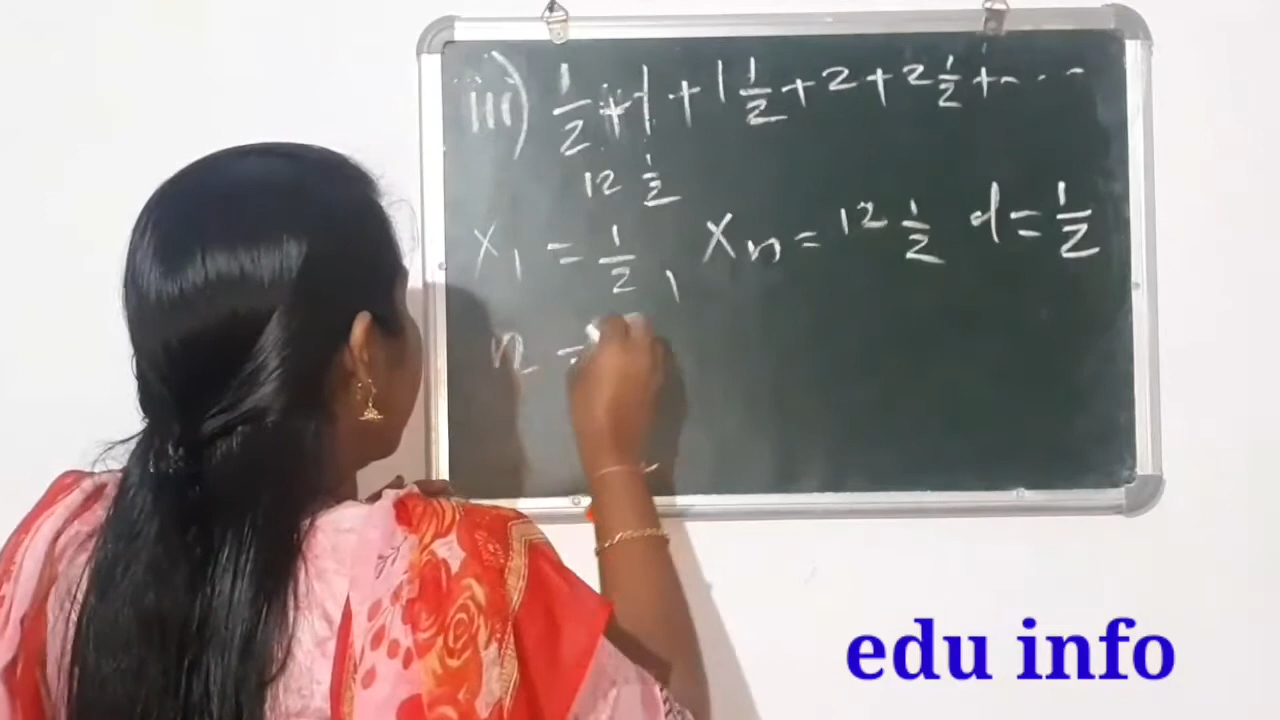 iii) 1/2 + 1 + 1 1/2 + 2 + 2 1/2 + ....
12 1/2
x₁ = 1/2, xₙ = 12 1/2 d = 1/2
n =
edu info